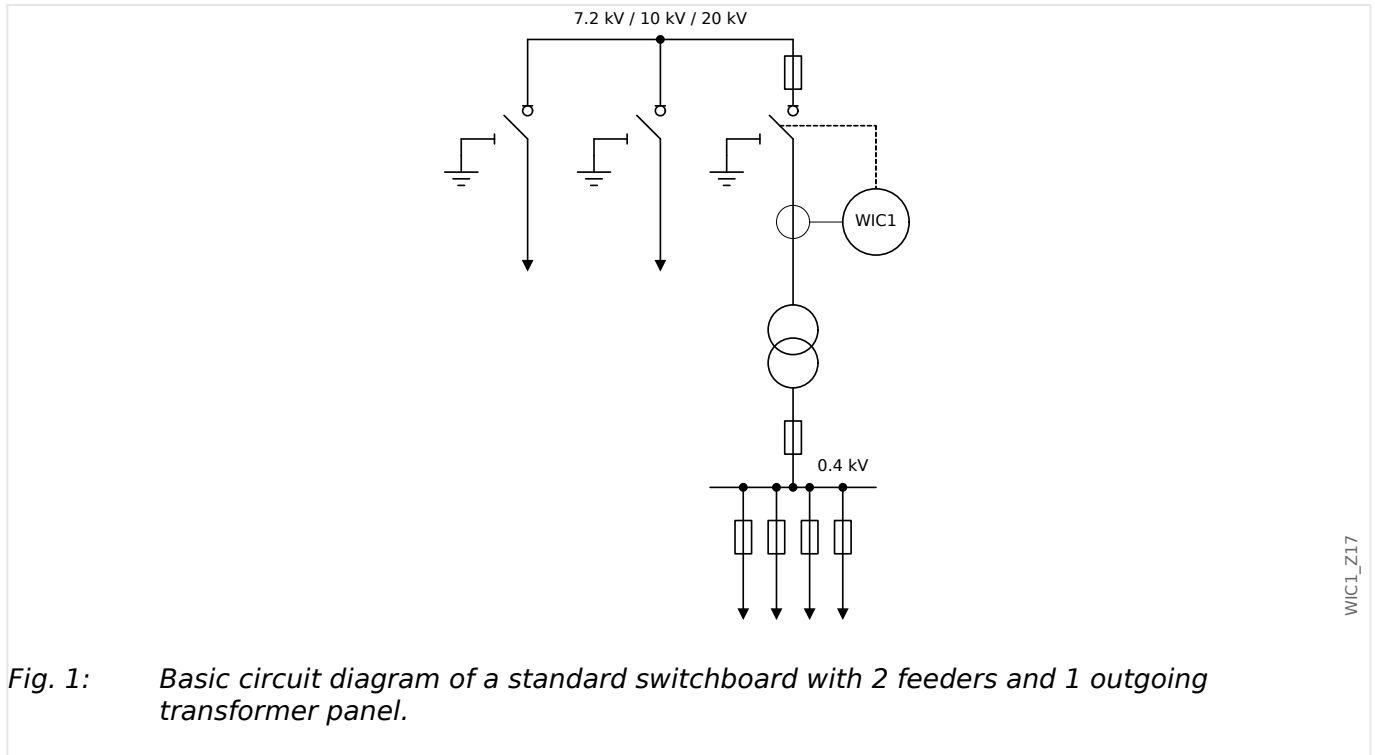 7.2 kV / 10 kV / 20 kV
WIC1
0.4 kV
WIC1_Z17
Fig. 1: Basic circuit diagram of a standard switchboard with 2 feeders and 1 outgoing
transformer panel.